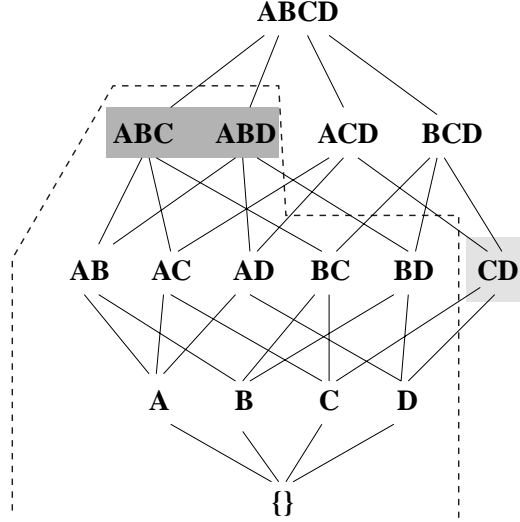 ABCD
ABC ABD ACD BCD
AB AC AD BC BD CD
A B C D
{}